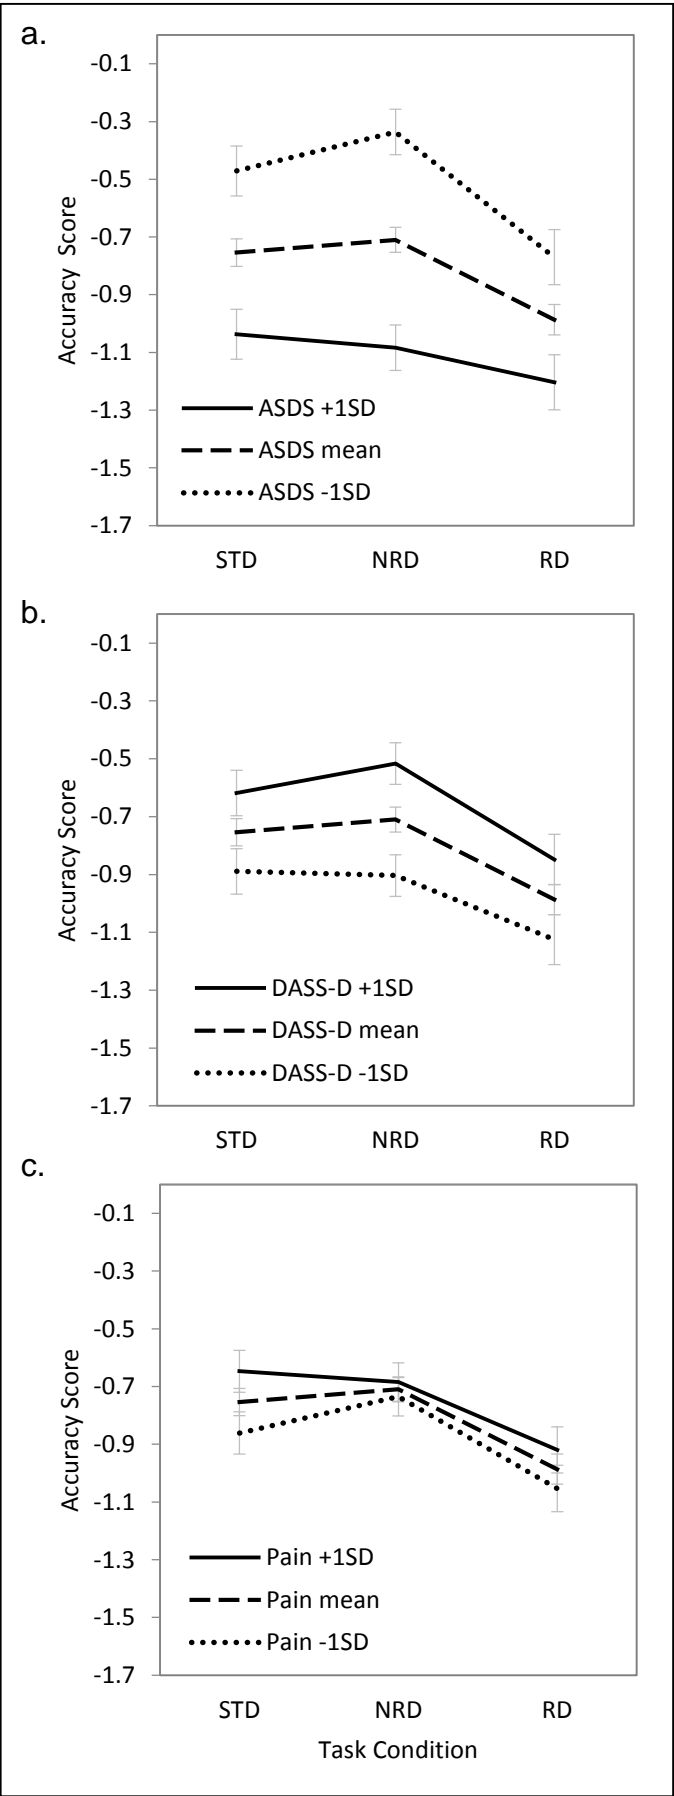 a.
-0.1
-0.3
-0.5
-0.7
-0.9
-1.1
-1.3
-1.5
-1.7
Accuracy Score
ASDS +1SD
ASDS mean
ASDS -1SD
STD NRD RD
b.
-0.1
-0.3
-0.5
-0.7
-0.9
-1.1
-1.3
-1.5
-1.7
Accuracy Score
DASS-D +1SD
DASS-D mean
DASS-D -1SD
STD NRD RD
c.
-0.1
-0.3
-0.5
-0.7
-0.9
-1.1
-1.3
-1.5
-1.7
Accuracy Score
Pain +1SD
Pain mean
Pain -1SD
STD NRD RD
Task Condition